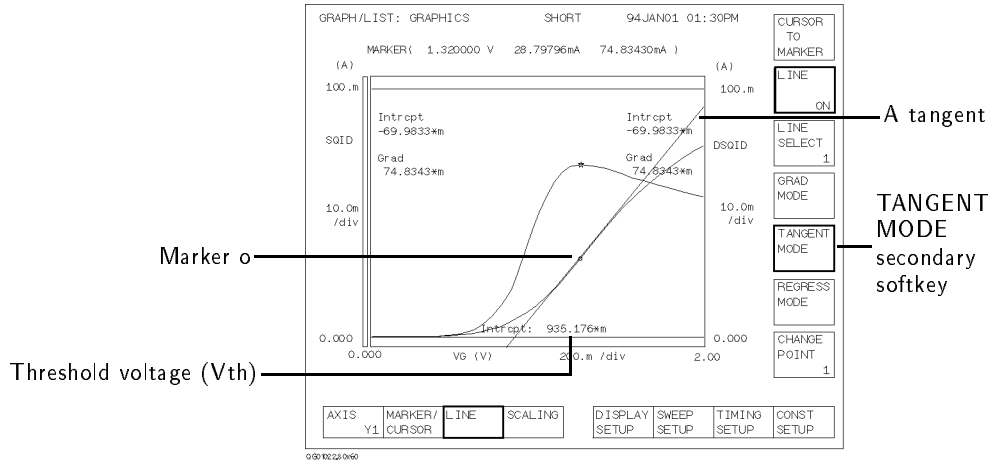 GRAPH/LIST: GRAPHICS SHORT 94JAN01 01:30PM
MARKER( 1.320000 V 28.79796mA 74.83430mA )
(A) (A)
100.m 100.m
Intrcpt Intrcpt
-69.9833*m -69.9833*m
SQID DSQID
Grad Grad
74.8343*m 74.8343*m
10.0m 10.0m
/div /div
Intrcpt: 935.176*m
0.000 0.000
0.000 VG (V) 200.m /div 2.00
CURSOR
TO
MARKER
LINE
ON
LINE
SELECT
1
GRAD
MODE
TANGENT
MODE
REGRESS
MODE
CHANGE
POINT
1
AXIS
Y1
MARKER/
CURSOR
LINE
SCALING
DISPLAY
SETUP
SWEEP
SETUP
TIMING
SETUP
CONST
SETUP
A tangent
TANGENT
MODE
secondary
softkey
Marker o
Threshold voltage (Vth)